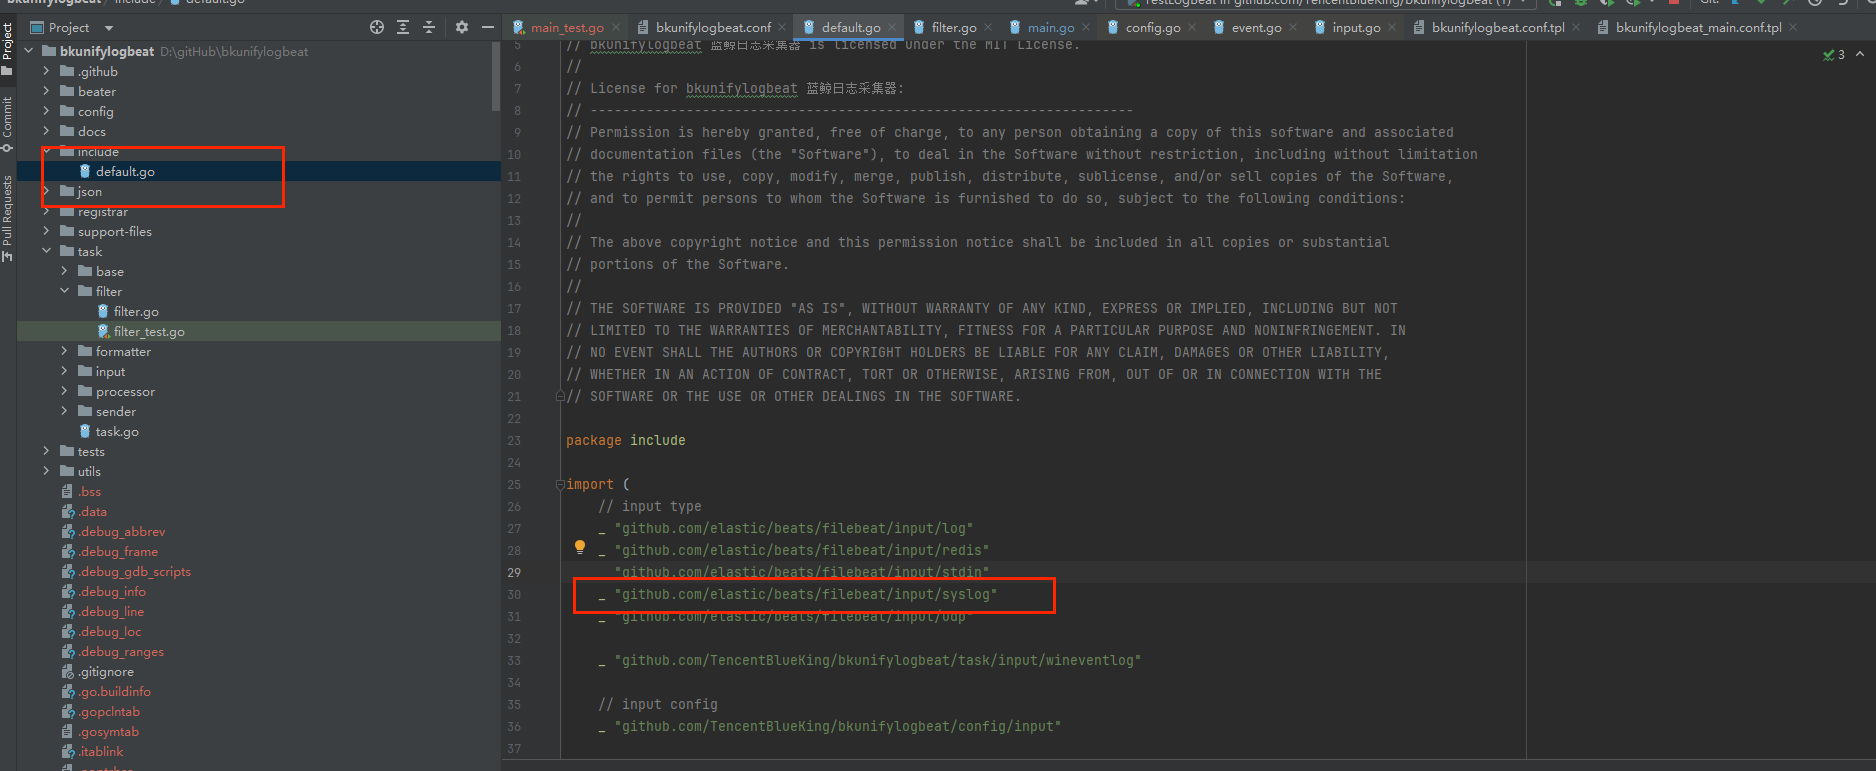 bkunifylogbeat / include / default.go
TestLogBeat in github.com/TencentBlueKing/bkunifylogbeat (1)
Git:
Project
main_test.go
bkunifylogbeat.conf
default.go
filter.go
main.go
config.go
event.go
input.go
bkunifylogbeat.conf.tpl
bkunifylogbeat_main.conf.tpl
Project
Commit
Pull Requests
bkunifylogbeat D:\gitHub\bkunifylogbeat
.github
beater
config
docs
include
default.go
json
registrar
support-files
task
base
filter
filter.go
filter_test.go
formatter
input
processor
sender
task.go
tests
utils
.bss
.data
.debug_abbrev
.debug_frame
.debug_gdb_scripts
.debug_info
.debug_line
.debug_loc
.debug_ranges
.gitignore
.go.buildinfo
.gopclntab
.gosymtab
.itablink
3
5 // bkunifylogbeat 蓝鲸日志采集器 is licensed under the MIT License.
6 //
7 // License for bkunifylogbeat 蓝鲸日志采集器:
8 // --------------------------------------------------------------------
9 // Permission is hereby granted, free of charge, to any person obtaining a copy of this software and associated
10 // documentation files (the "Software"), to deal in the Software without restriction, including without limitation
11 // the rights to use, copy, modify, merge, publish, distribute, sublicense, and/or sell copies of the Software,
12 // and to permit persons to whom the Software is furnished to do so, subject to the following conditions:
13 //
14 // The above copyright notice and this permission notice shall be included in all copies or substantial
15 // portions of the Software.
16 //
17 // THE SOFTWARE IS PROVIDED "AS IS", WITHOUT WARRANTY OF ANY KIND, EXPRESS OR IMPLIED, INCLUDING BUT NOT
18 // LIMITED TO THE WARRANTIES OF MERCHANTABILITY, FITNESS FOR A PARTICULAR PURPOSE AND NONINFRINGEMENT. IN
19 // NO EVENT SHALL THE AUTHORS OR COPYRIGHT HOLDERS BE LIABLE FOR ANY CLAIM, DAMAGES OR OTHER LIABILITY,
20 // WHETHER IN AN ACTION OF CONTRACT, TORT OR OTHERWISE, ARISING FROM, OUT OF OR IN CONNECTION WITH THE
21 // SOFTWARE OR THE USE OR OTHER DEALINGS IN THE SOFTWARE.
22
23 package include
24
25 import (
26 // input type
27 _ "github.com/elastic/beats/filebeat/input/log"
28 _ "github.com/elastic/beats/filebeat/input/redis"
29 _ "github.com/elastic/beats/filebeat/input/stdin"
30 _ "github.com/elastic/beats/filebeat/input/syslog"
31 _ "github.com/elastic/beats/filebeat/input/udp"
32
33 _ "github.com/TencentBlueKing/bkunifylogbeat/task/input/wineventlog"
34
35 // input config
36 _ "github.com/TencentBlueKing/bkunifylogbeat/config/input"
37